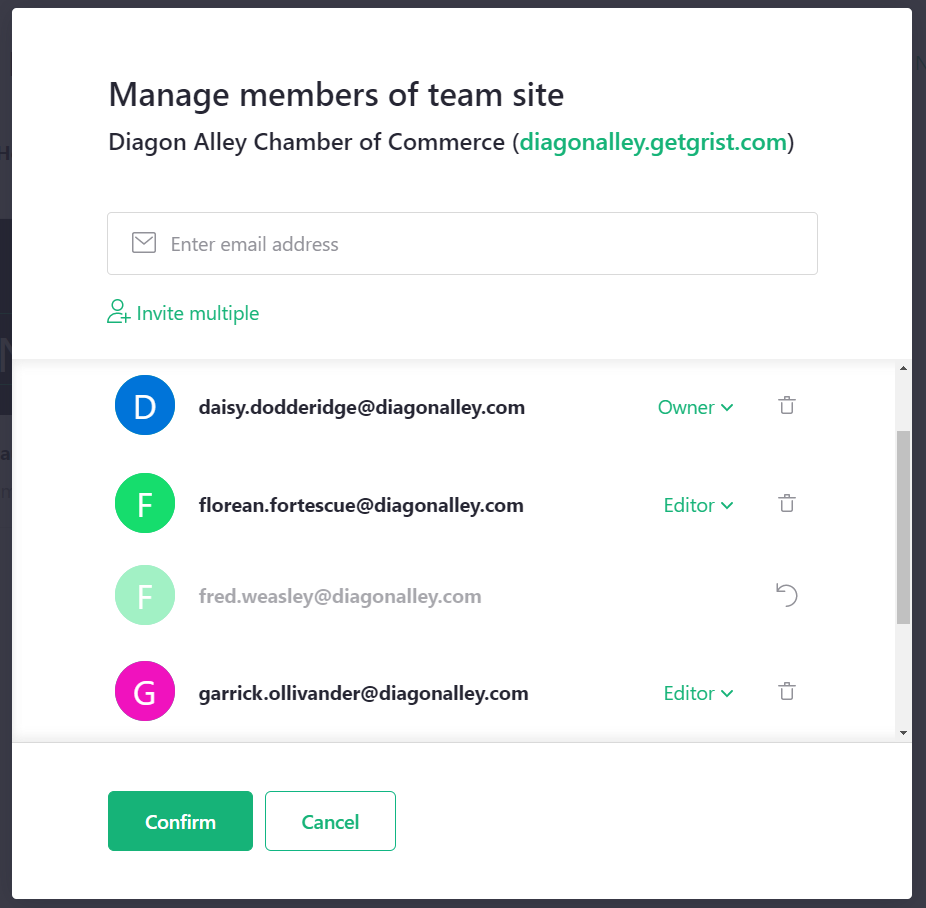 Manage members of team site
Diagon Alley Chamber of Commerce (diagonalley.getgrist.com)
Enter email address
Invite multiple
D daisy.dodderidge@diagonalley.com Owner
F florean.fortescue@diagonalley.com Editor
F fred.weasley@diagonalley.com
G garrick.ollivander@diagonalley.com Editor
Confirm Cancel